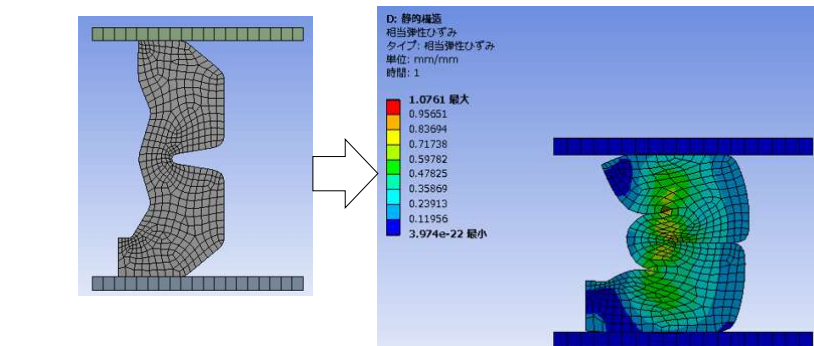 D: 静的構造
相当弾性ひずみ
タイプ: 相当弾性ひずみ
単位: mm/mm
時間: 1
1.0761 最大
0.95651
0.83694
0.71738
0.59782
0.47825
0.35869
0.23913
0.11956
3.974e-22 最小